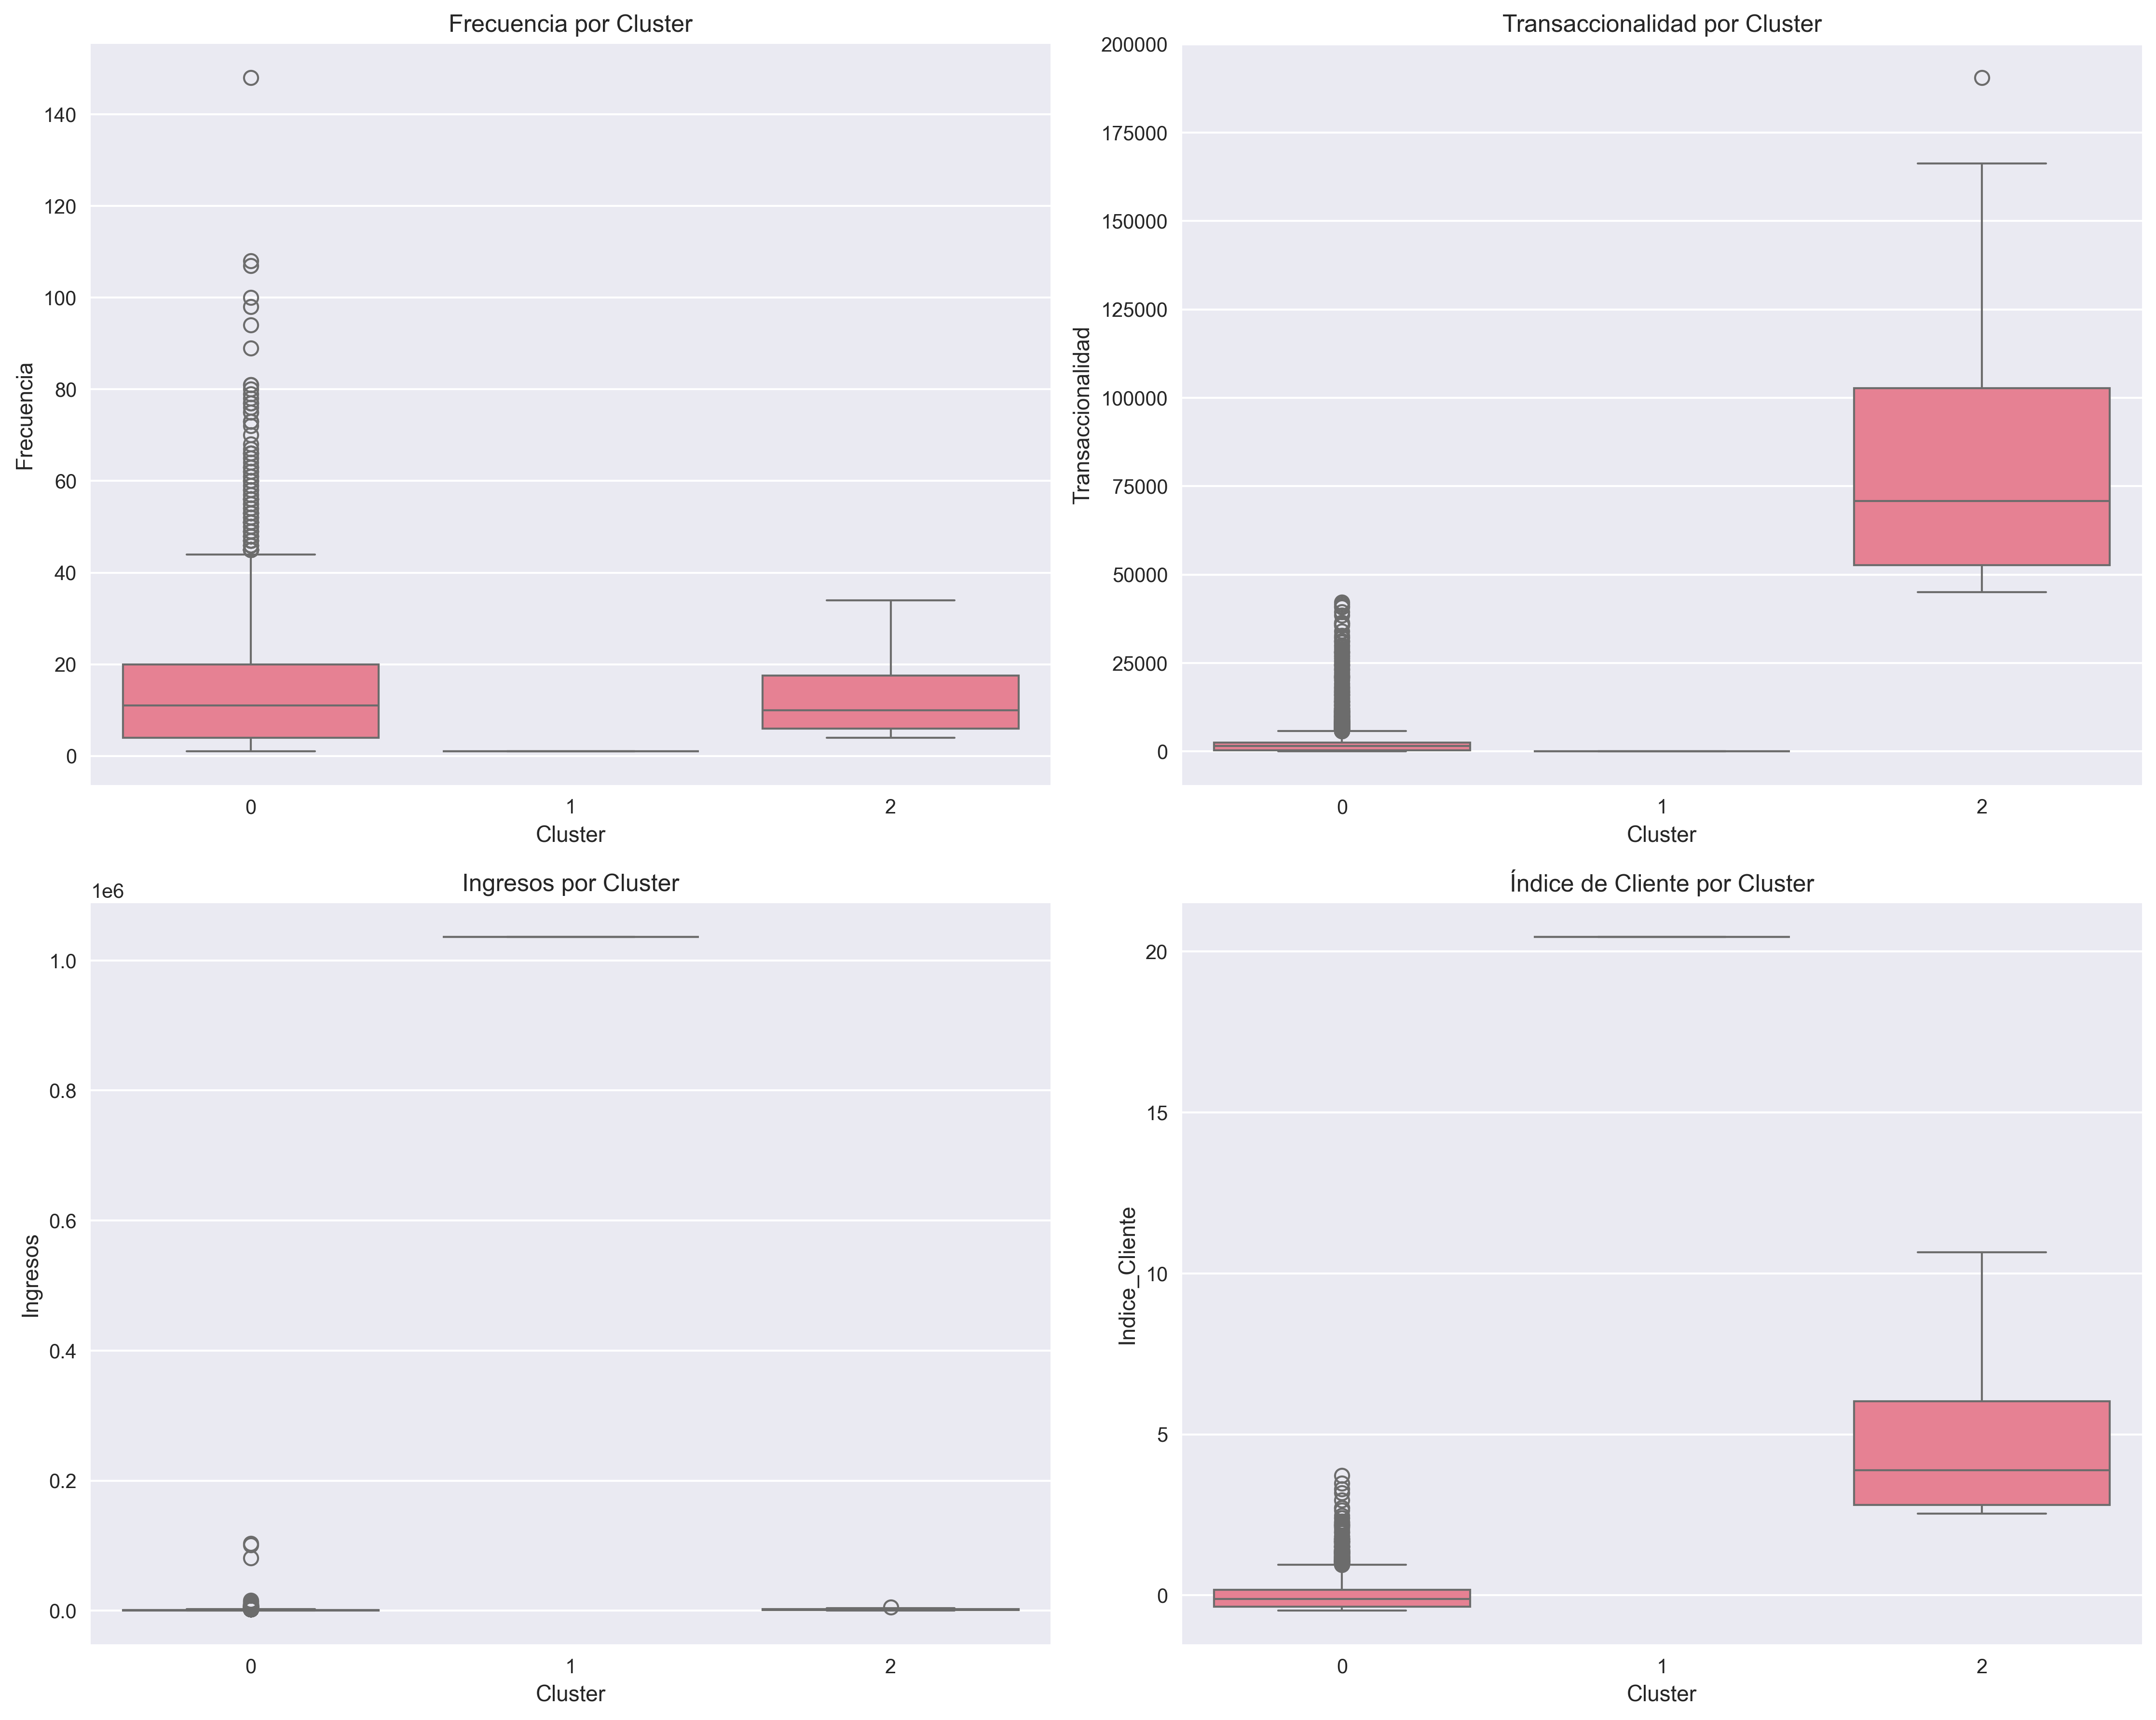 Frecuencia por Cluster
Frecuencia
140
120
100
80
60
40
20
0
0 1 2
Cluster
Transaccionalidad por Cluster
Transaccionalidad
200000
175000
150000
125000
100000
75000
50000
25000
0
0 1 2
Cluster
Ingresos por Cluster
1e6
Ingresos
1.0
0.8
0.6
0.4
0.2
0.0
0 1 2
Cluster
Índice de Cliente por Cluster
Indice_Cliente
20
15
10
5
0
0 1 2
Cluster